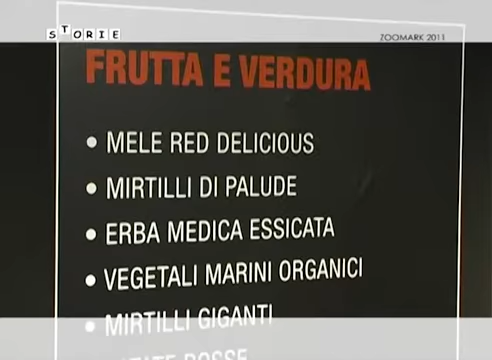 STORIE
ZOOMARK 2011
FRUTTA E VERDURA
• MELE RED DELICIOUS
• MIRTILLI DI PALUDE
• ERBA MEDICA ESSICATA
• VEGETALI MARINI ORGANICI
• MIRTILLI GIGANTI
ROSSE